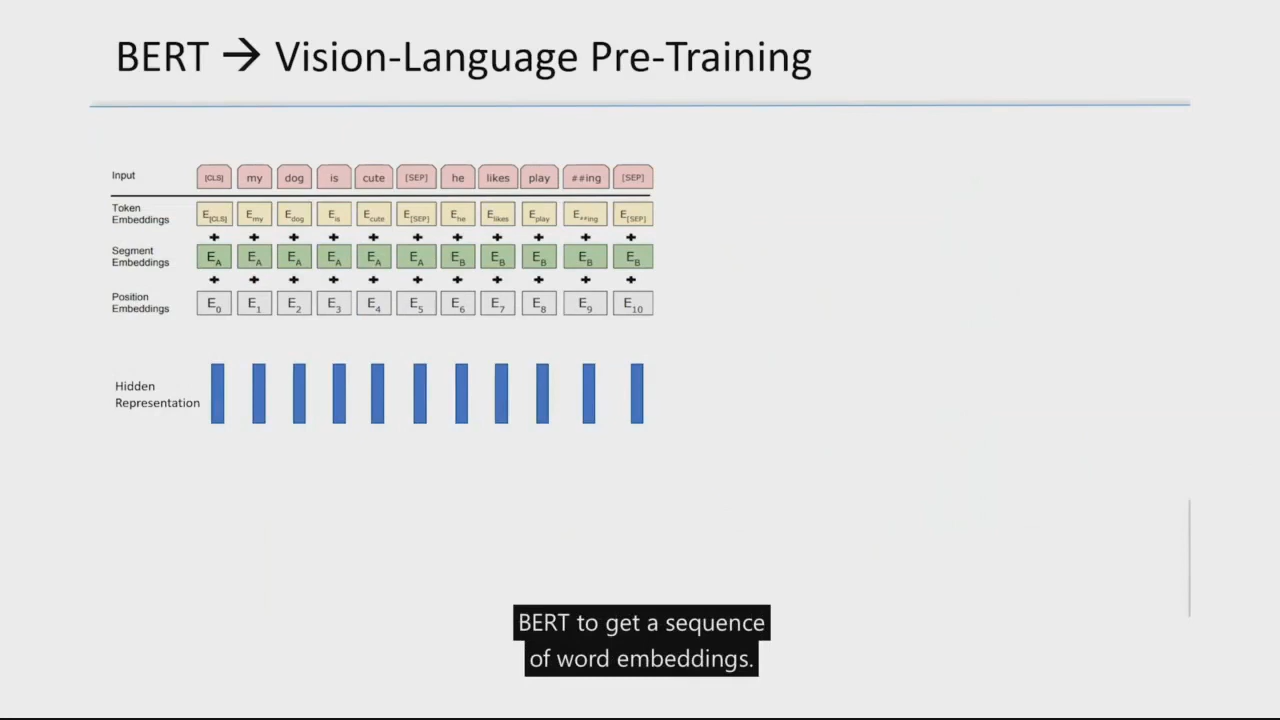 BERT → Vision-Language Pre-Training
Input [CLS] my dog is cute [SEP] he likes play ##ing [SEP]
Token Embeddings E[CLS] Emy Edog Eis Ecute E[SEP] Ehe Elikes Eplay E##ing E[SEP]
+ + + + + + + + + + +
Segment Embeddings EA EA EA EA EA EA EB EB EB EB EB
+ + + + + + + + + + +
Position Embeddings E0 E1 E2 E3 E4 E5 E6 E7 E8 E9 E10
Hidden
Representation
BERT to get a sequence
of word embeddings.